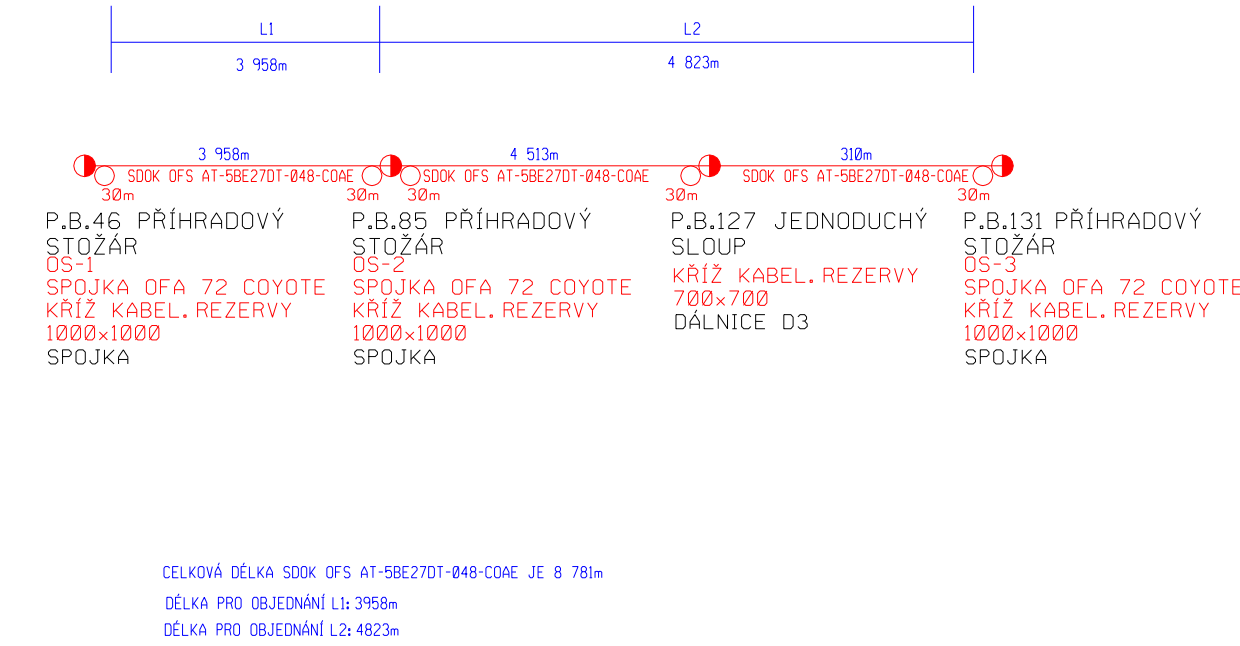 L1
L2
3 958m
4 823m
3 958m
4 513m
310m
SDOK OFS AT-5BE27DT-048-COAE
SDOK OFS AT-5BE27DT-048-COAE
SDOK OFS AT-5BE27DT-048-COAE
30m
30m
30m
30m
30m
P.B.46 PŘÍHRADOVÝ
STOŽÁR
OS-1
SPOJKA OFA 72 COYOTE
KŘÍŽ KABEL.REZERVY
1000x1000
SPOJKA
P.B.85 PŘÍHRADOVÝ
STOŽÁR
OS-2
SPOJKA OFA 72 COYOTE
KŘÍŽ KABEL.REZERVY
1000x1000
SPOJKA
P.B.127 JEDNODUCHÝ
SLOUP
KŘÍŽ KABEL.REZERVY
700x700
DÁLNICE D3
P.B.131 PŘÍHRADOVÝ
STOŽÁR
OS-3
SPOJKA OFA 72 COYOTE
KŘÍŽ KABEL.REZERVY
1000x1000
SPOJKA
CELKOVÁ DÉLKA SDOK OFS AT-5BE27DT-048-COAE JE 8 781m
DÉLKA PRO OBJEDNÁNÍ L1: 3958m
DÉLKA PRO OBJEDNÁNÍ L2: 4823m